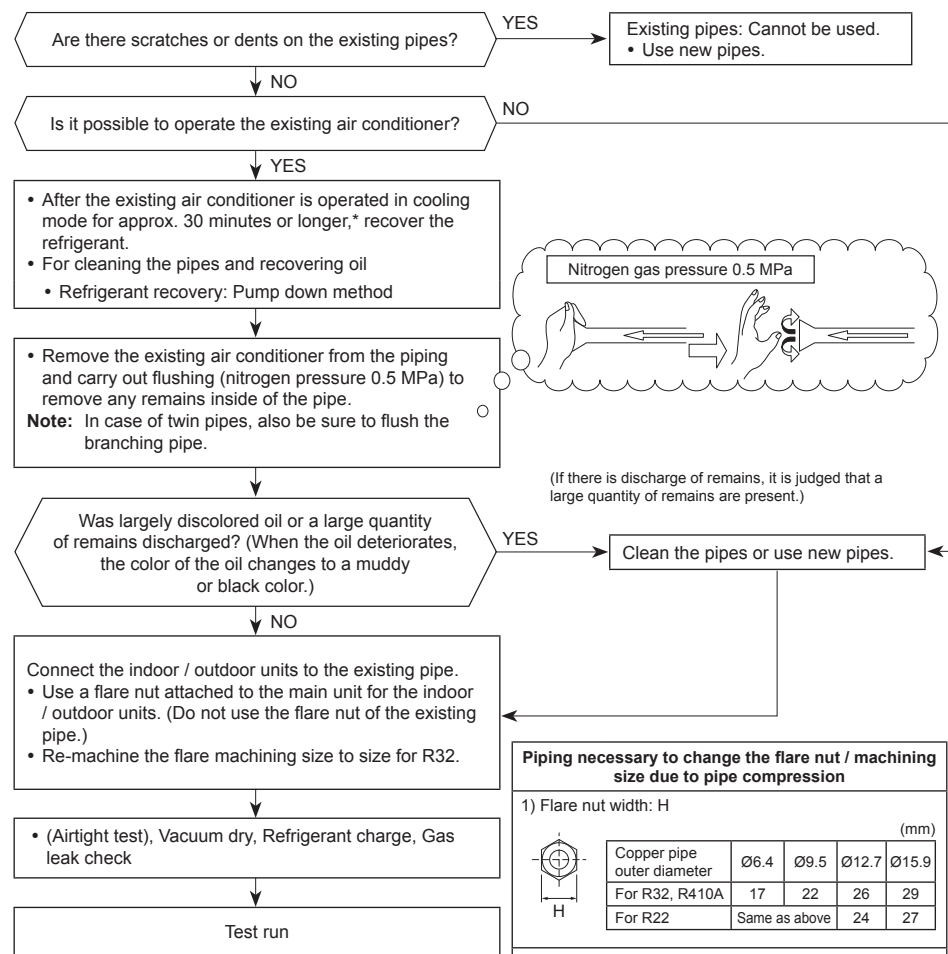 Are there scratches or dents on the existing pipes?
YES
Existing pipes: Cannot be used.
• Use new pipes.
NO
Is it possible to operate the existing air conditioner?
NO
YES
• After the existing air conditioner is operated in cooling
mode for approx. 30 minutes or longer,* recover the
refrigerant.
• For cleaning the pipes and recovering oil
• Refrigerant recovery: Pump down method
Nitrogen gas pressure 0.5 MPa
• Remove the existing air conditioner from the piping
and carry out flushing (nitrogen pressure 0.5 MPa) to
remove any remains inside of the pipe.
Note: In case of twin pipes, also be sure to flush the
branching pipe.
(If there is discharge of remains, it is judged that a
large quantity of remains are present.)
Was largely discolored oil or a large quantity
of remains discharged? (When the oil deteriorates,
the color of the oil changes to a muddy
or black color.)
YES
Clean the pipes or use new pipes.
NO
Connect the indoor / outdoor units to the existing pipe.
• Use a flare nut attached to the main unit for the indoor
/ outdoor units. (Do not use the flare nut of the existing
pipe.)
• Re-machine the flare machining size to size for R32.
• (Airtight test), Vacuum dry, Refrigerant charge, Gas
leak check
Test run
Piping necessary to change the flare nut / machining
size due to pipe compression
1) Flare nut width: H
(mm)
H
Copper pipe
outer diameter Ø6.4 Ø9.5 Ø12.7 Ø15.9
For R32, R410A 17 22 26 29
For R22 Same as above 24 27